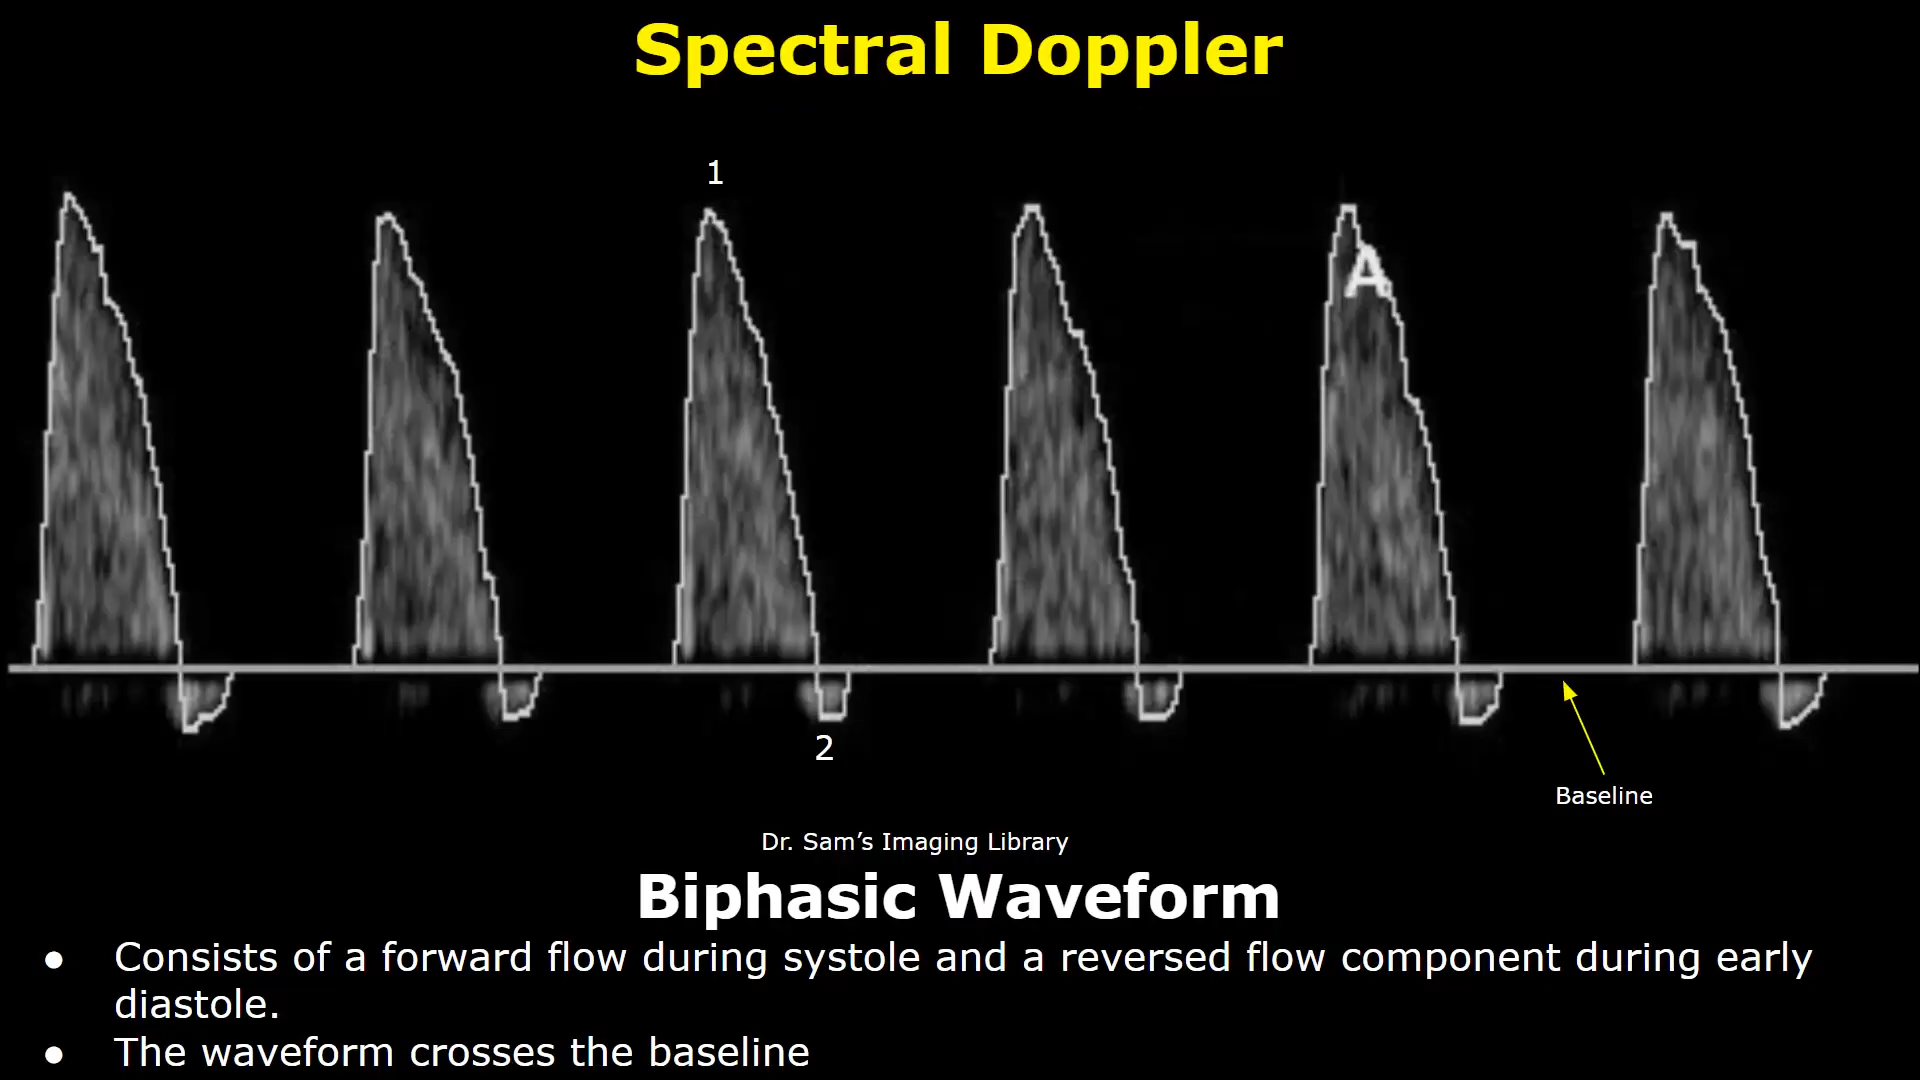 Spectral Doppler
1
A
2
Baseline
Dr. Sam’s Imaging Library
Biphasic Waveform
● Consists of a forward flow during systole and a reversed flow component during early
diastole.
● The waveform crosses the baseline